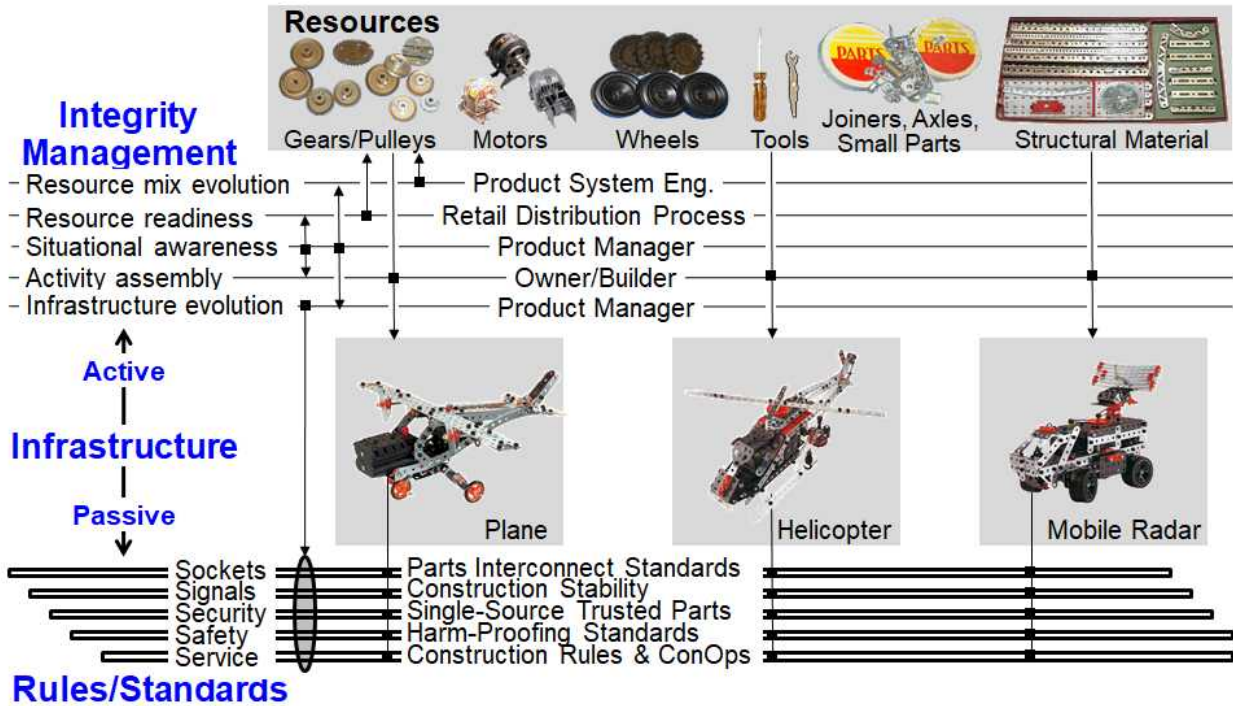 Resources
PARTS
PARTS
Gears/Pulleys
Motors
Wheels
Tools
Joiners, Axles,
Small Parts
Structural Material
Integrity
Management
Resource mix evolution
Product System Eng.
Resource readiness
Retail Distribution Process
Situational awareness
Product Manager
Activity assembly
Owner/Builder
Infrastructure evolution
Product Manager
Active
Infrastructure
Passive
Plane
Helicopter
Mobile Radar
Sockets
Parts Interconnect Standards
Signals
Construction Stability
Security
Single-Source Trusted Parts
Safety
Harm-Proofing Standards
Service
Construction Rules & ConOps
Rules/Standards